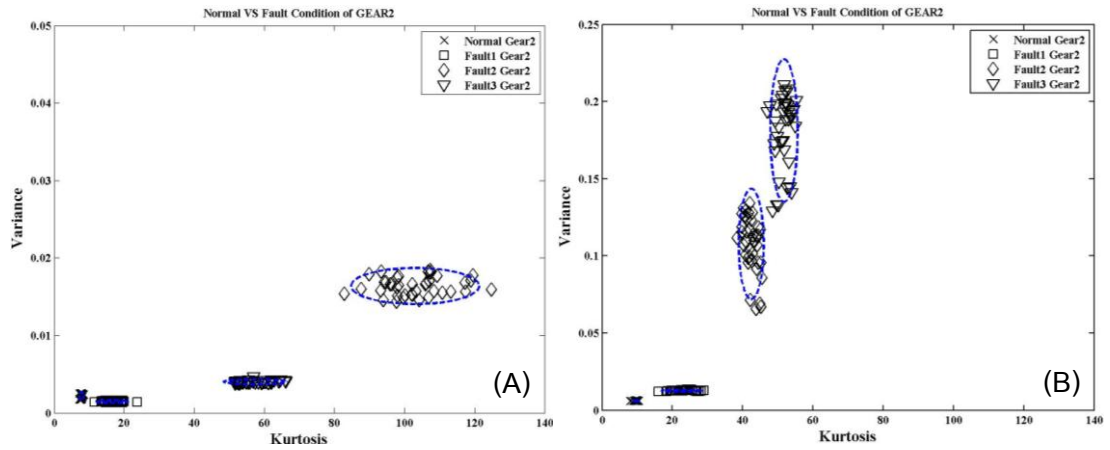 Normal VS Fault Condition of GEAR2
0.05
0.04
0.03
0.02
0.01
0
Variance
Normal Gear2
Fault1 Gear2
Fault2 Gear2
Fault3 Gear2
(A)
0 20 40 60 80 100 120 140
Kurtosis
Normal VS Fault Condition of GEAR2
0.25
0.2
0.15
0.1
0.05
0
Variance
Normal Gear2
Fault1 Gear2
Fault2 Gear2
Fault3 Gear2
(B)
0 20 40 60 80 100 120 140
Kurtosis